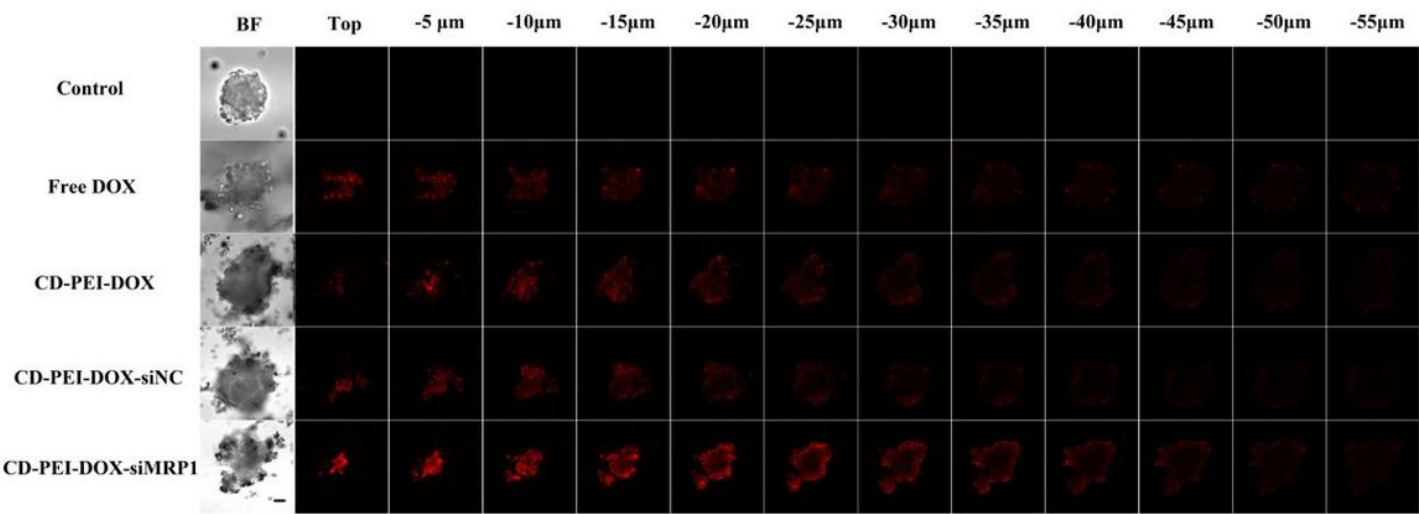 BF Top -5 µm -10µm -15µm -20µm -25µm -30µm -35µm -40µm -45µm -50µm -55µm
Control
Free DOX
CD-PEI-DOX
CD-PEI-DOX-siNC
CD-PEI-DOX-siMRP1